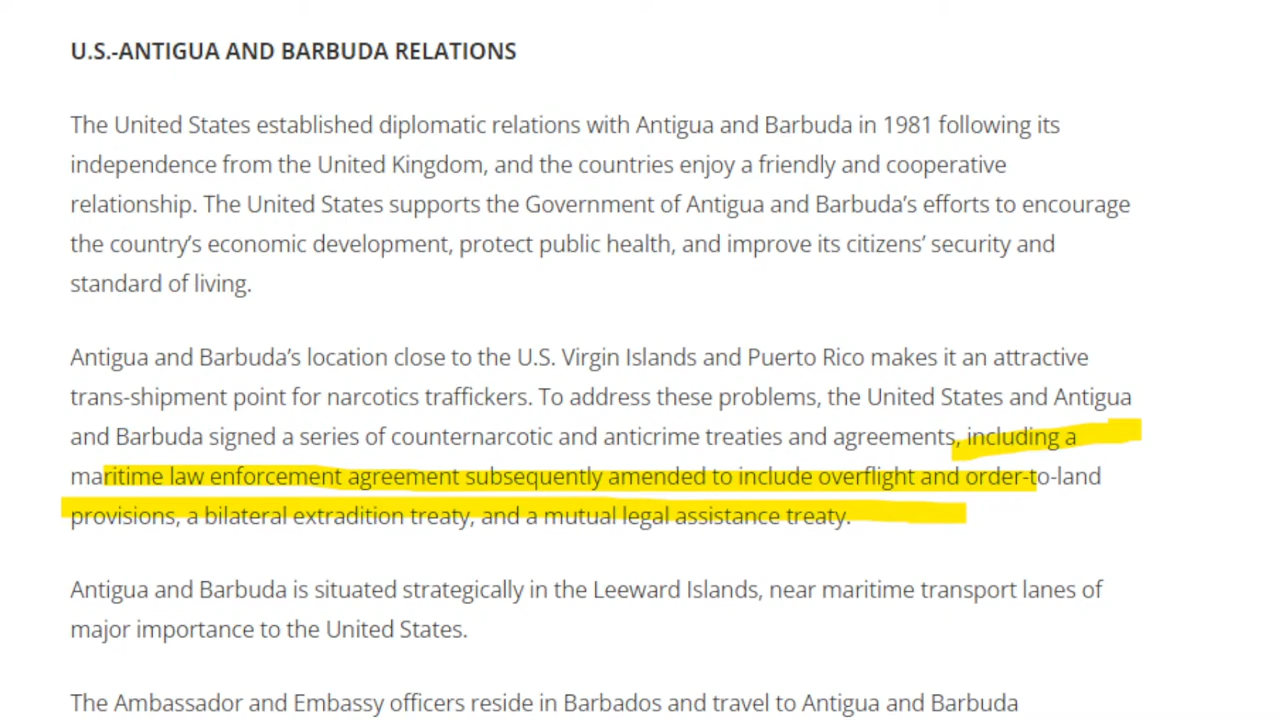 U.S.-ANTIGUA AND BARBUDA RELATIONS
The United States established diplomatic relations with Antigua and Barbuda in 1981 following its
independence from the United Kingdom, and the countries enjoy a friendly and cooperative
relationship. The United States supports the Government of Antigua and Barbuda’s efforts to encourage
the country’s economic development, protect public health, and improve its citizens’ security and
standard of living.
Antigua and Barbuda’s location close to the U.S. Virgin Islands and Puerto Rico makes it an attractive
trans-shipment point for narcotics traffickers. To address these problems, the United States and Antigua
and Barbuda signed a series of counternarcotic and anticrime treaties and agreements, including a
maritime law enforcement agreement subsequently amended to include overflight and order-to-land
provisions, a bilateral extradition treaty, and a mutual legal assistance treaty.
Antigua and Barbuda is situated strategically in the Leeward Islands, near maritime transport lanes of
major importance to the United States.
The Ambassador and Embassy officers reside in Barbados and travel to Antigua and Barbuda